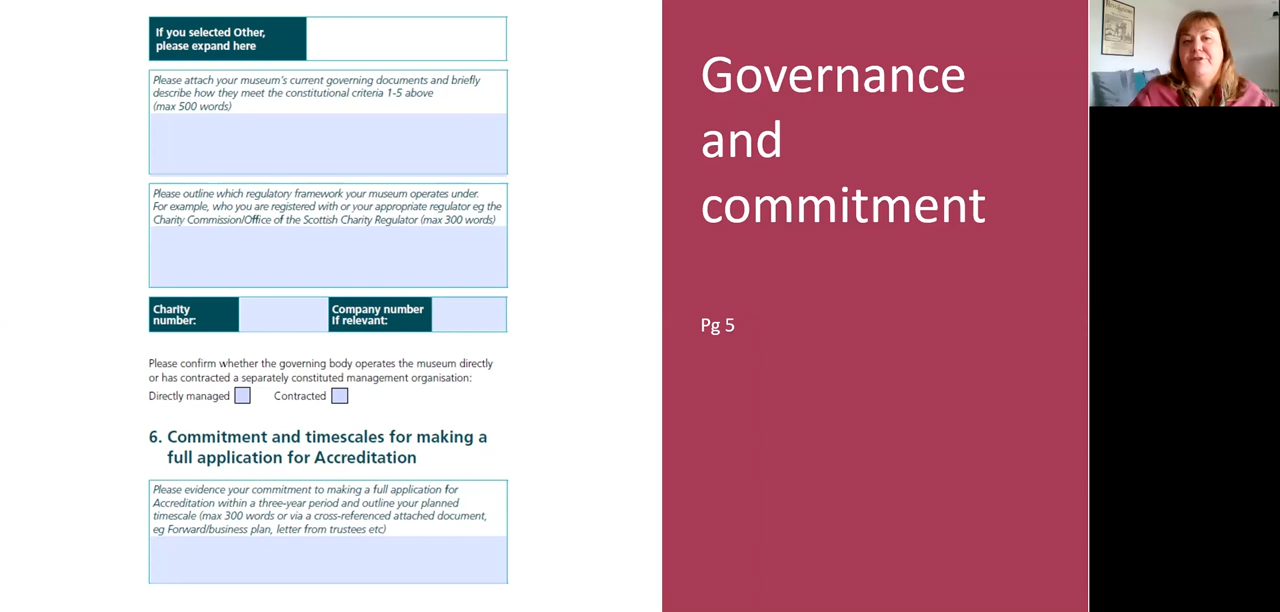 If you selected Other,
please expand here
Please attach your museum's current governing documents and briefly
describe how they meet the constitutional criteria 1-5 above
(max 500 words)
Please outline which regulatory framework your museum operates under.
For example, who you are registered with or your appropriate regulator eg the
Charity Commission/Office of the Scottish Charity Regulator (max 300 words)
Charity
number:
Company number
If relevant:
Please confirm whether the governing body operates the museum directly
or has contracted a separately constituted management organisation:
Directly managed Contracted
6. Commitment and timescales for making a
full application for Accreditation
Please evidence your commitment to making a full application for
Accreditation within a three-year period and outline your planned
timescale (max 300 words or via a cross-referenced attached document,
eg Forward/business plan, letter from trustees etc)
Governance
and
commitment
Pg 5